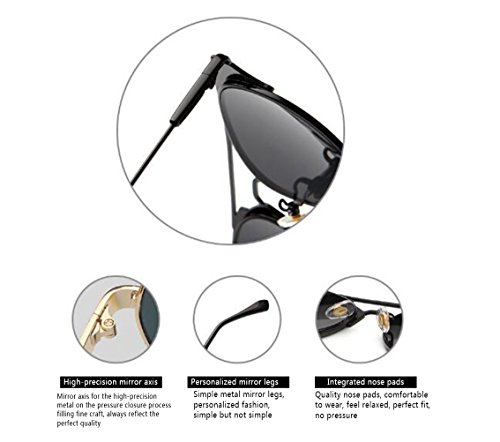 High-precision mirror axis
Mirror axis for the high-precision
metal on the pressure closure process
filling fine craft, always reflect the
perfect quality
Personalized mirror legs
Simple metal mirror legs,
personalized fashion,
simple but not simple
Integrated nose pads
Quality nose pads, comfortable
to wear, feel relaxed, perfect fit,
no pressure